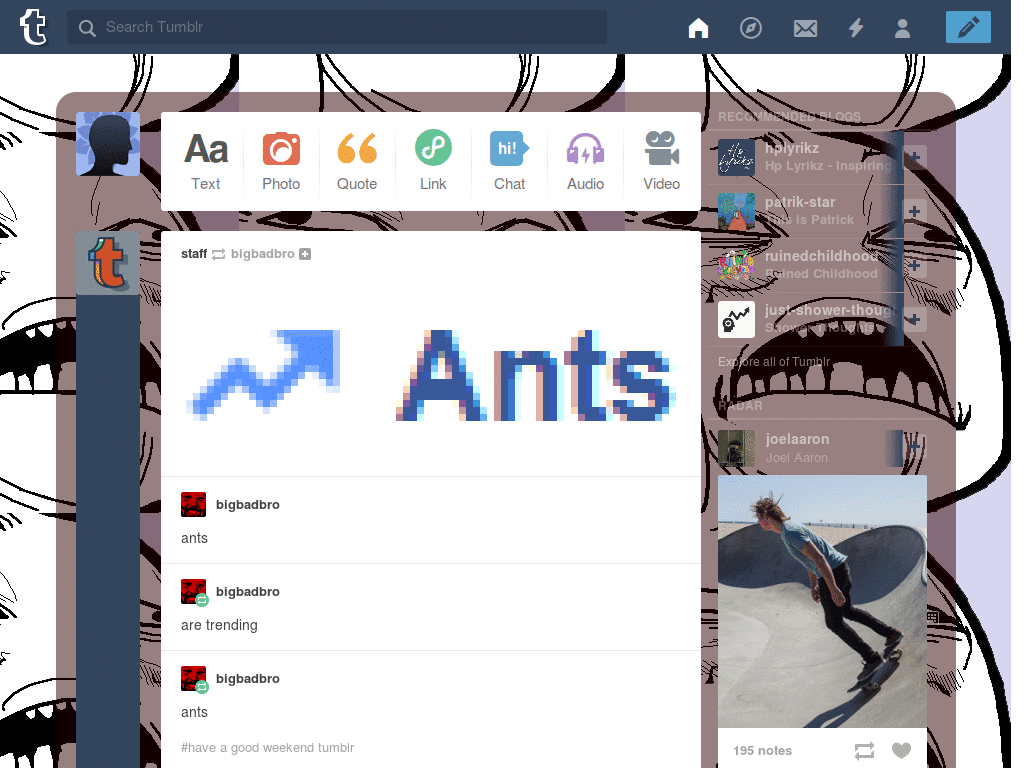 t
Search Tumblr
Aa
Text
Photo
Quote
Link
hi!
Chat
Audio
Video
RECOMMENDED BLOGS
hplyrikz
Hp Lyrikz - Inspiring
patrik-star
This is Patrick
ruinedchildhood
Ruined Childhood
just-shower-thoug
Shower Thoughts
Explore all of Tumblr
RADAR
joelaaron
Joel Aaron
195 notes
t
staff bigbadbro
Ants
bigbadbro
ants
bigbadbro
are trending
bigbadbro
ants
#have a good weekend tumblr